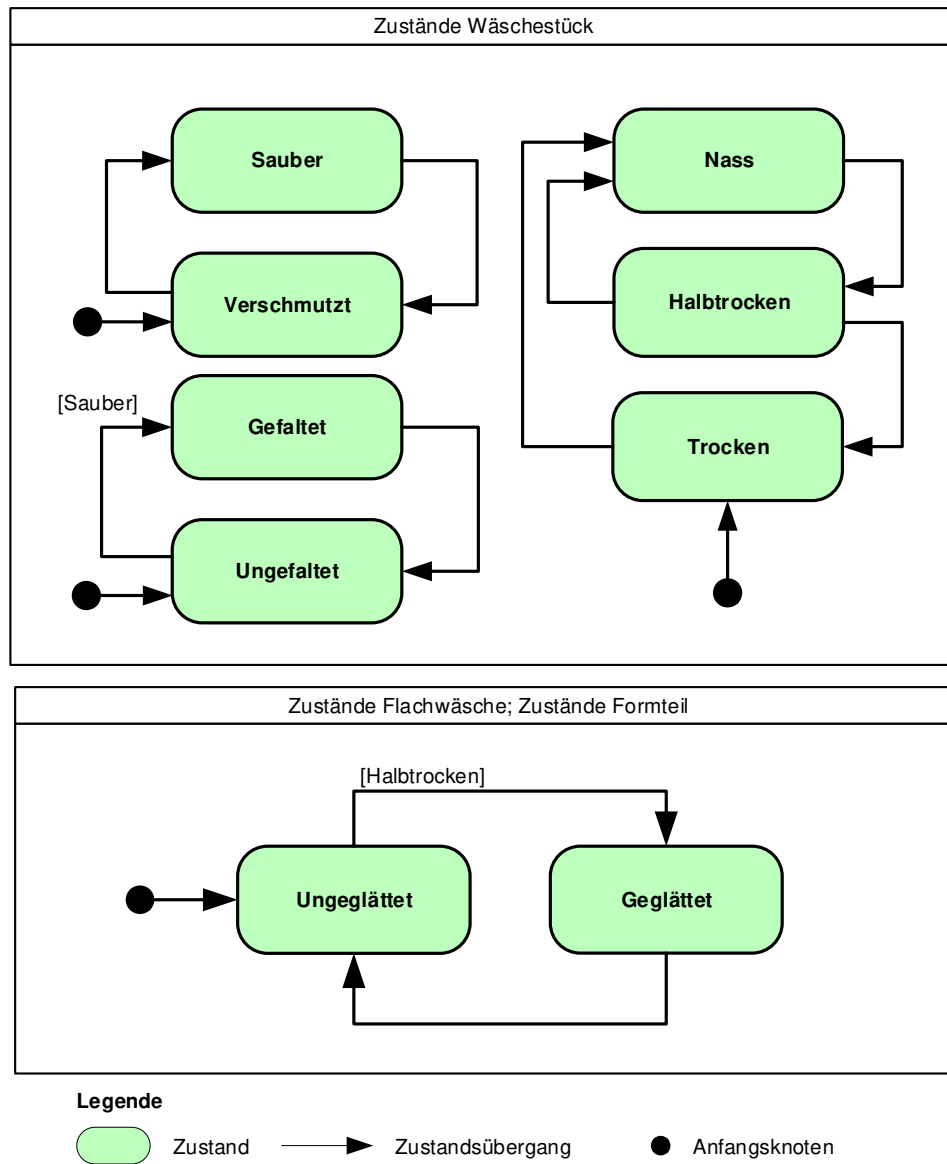 Zustände Wäschestück
Sauber
Verschmutzt
[Sauber]
Gefaltet
Ungefaltet
Nass
Halbtrocken
Trocken
Zustände Flachwäsche; Zustände Formteil
[Halbtrocken]
Ungeglättet
Geglättet
Legende
Zustand
Zustandsübergang
Anfangsknoten